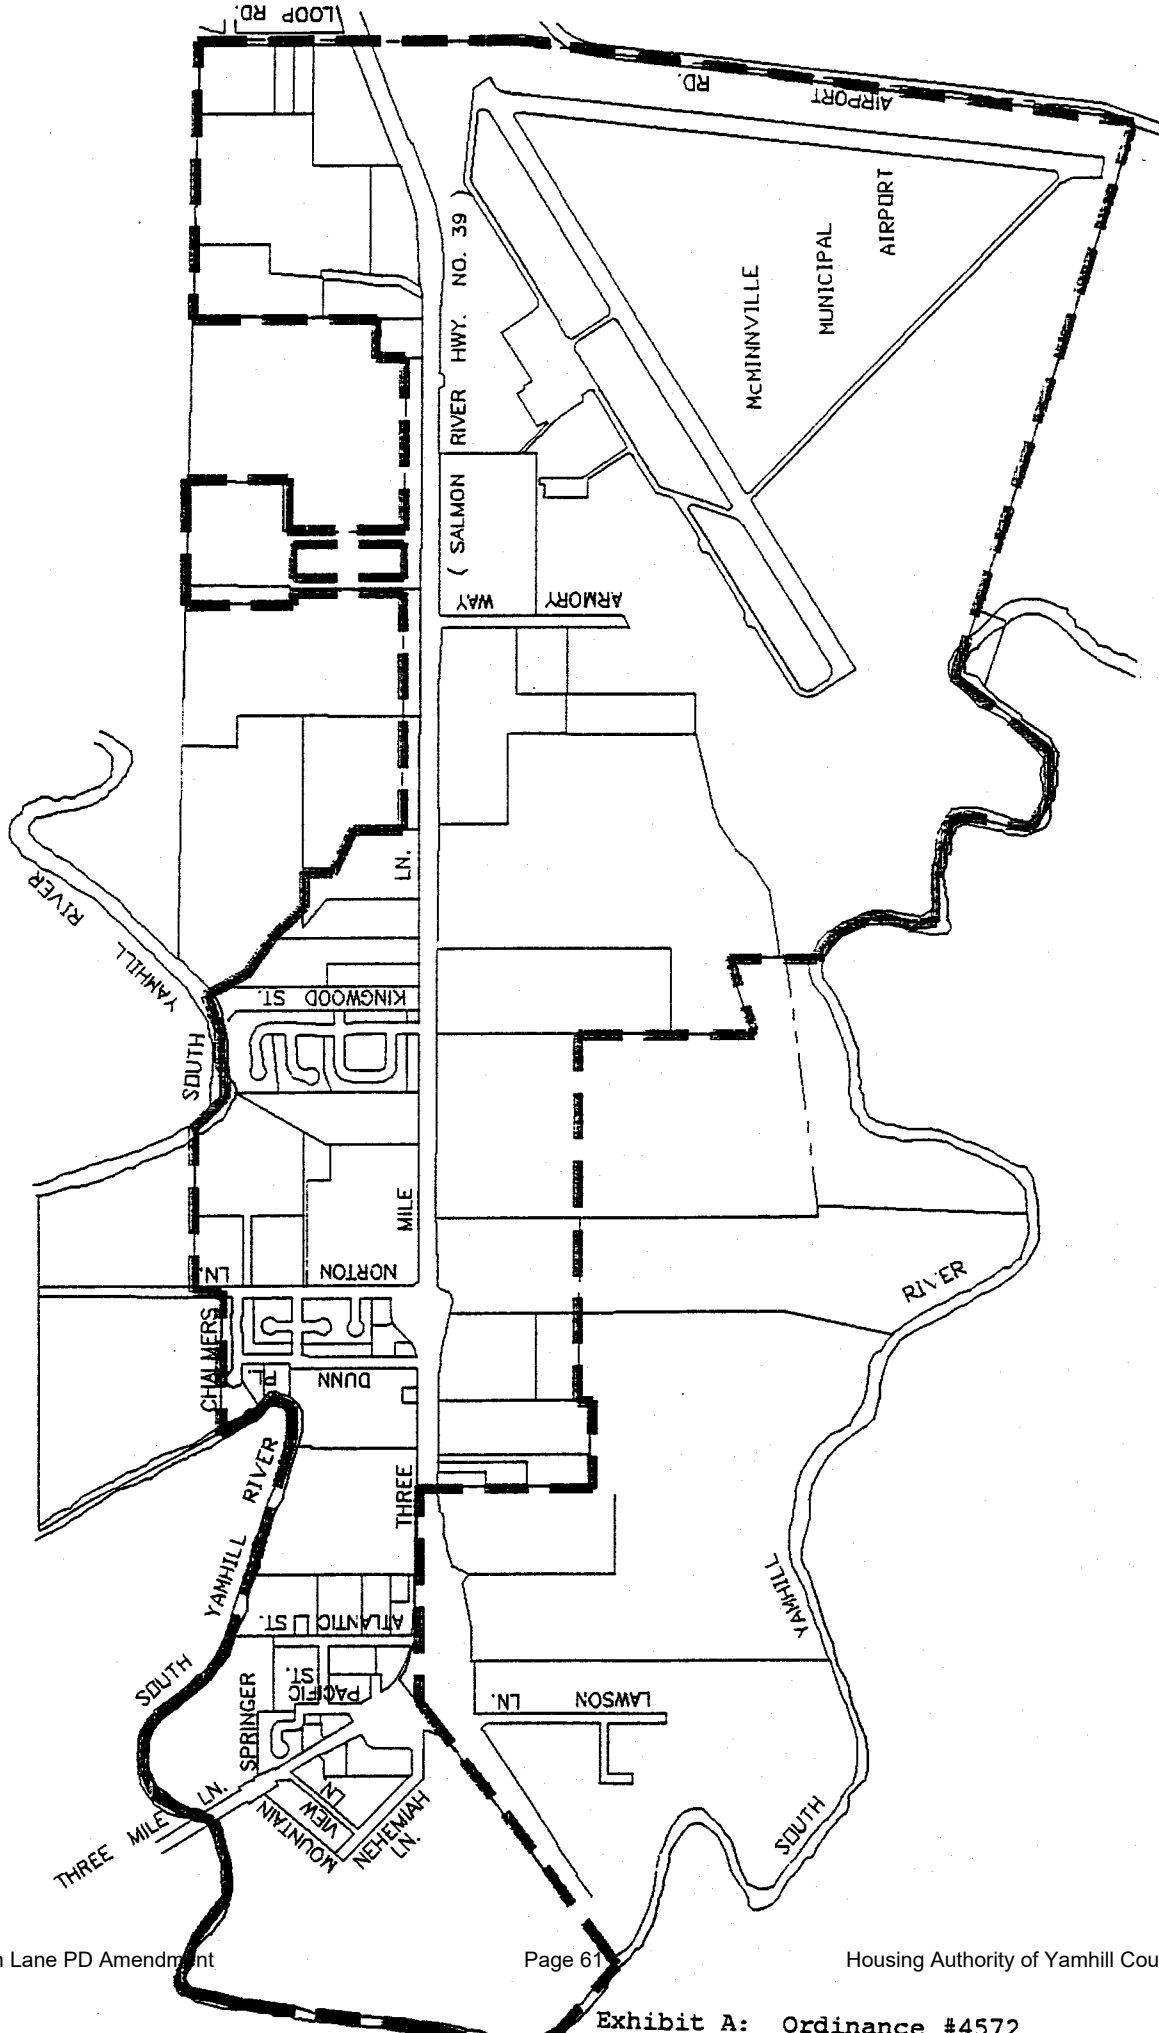 LOOP RD.
AIRPORT RD.
McMINNVILLE
MUNICIPAL
AIRPORT
( SALMON RIVER HWY. NO. 39 )
ARMORY WAY
SOUTH YAMHILL RIVER
KINGWOOD ST.
THREE MILE LN.
NORTON LN.
CHALMERS
DUNN PL.
SOUTH YAMHILL RIVER
ATLANTIC ST.
PACIFIC ST.
SPRINGER
LAWSON LN.
THREE MILE LN.
MOUNTAIN VIEW LN
NEHEMIAH LN.
SOUTH YAMHILL RIVER
n Lane PD Amendment
Page 61
Housing Authority of Yamhill Cou
Exhibit A: Ordinance #4572